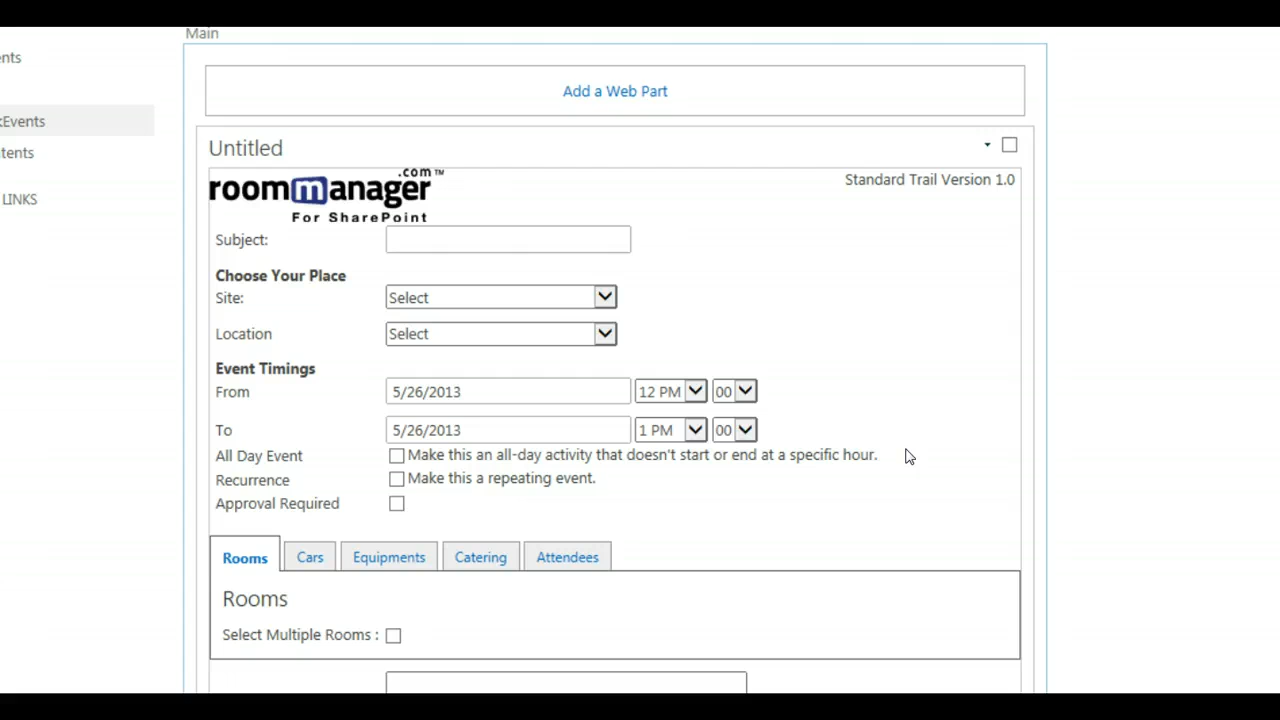 Main
ents
Add a Web Part
Events
tents
LINKS
Untitled
roommanager.com™
For SharePoint
Standard Trail Version 1.0
Subject:
Choose Your Place
Site: Select
Location Select
Event Timings
From 5/26/2013 12 PM 00
To 5/26/2013 1 PM 00
All Day Event Make this an all-day activity that doesn't start or end at a specific hour.
Recurrence Make this a repeating event.
Approval Required
Rooms Cars Equipments Catering Attendees
Rooms
Select Multiple Rooms :